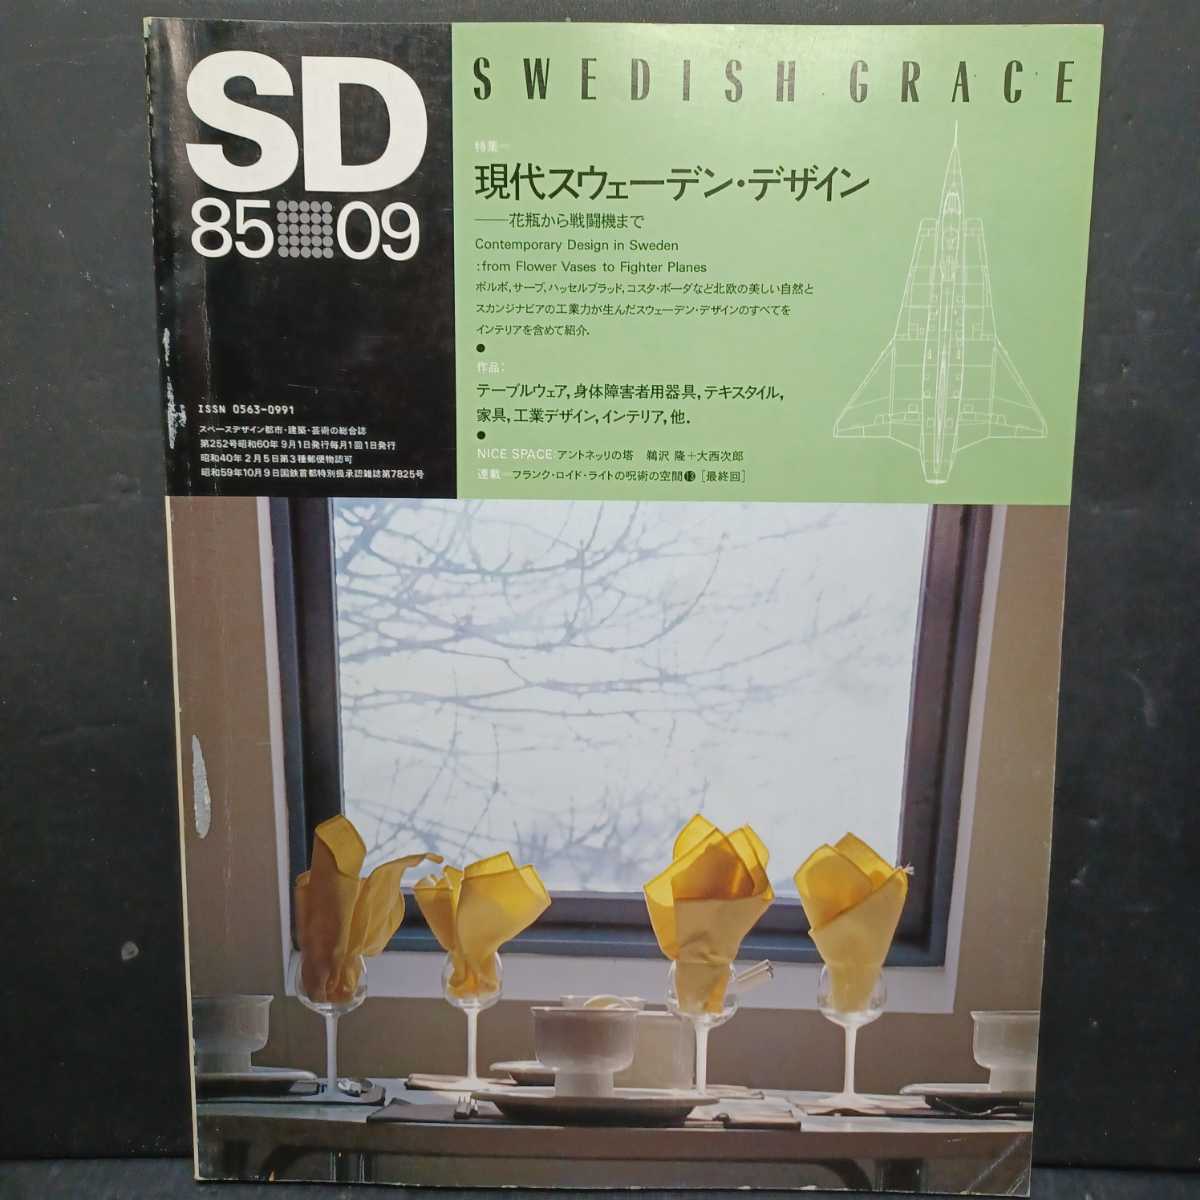 SD
85 09
ISSN 0563-0991
スペースデザイン都市・建築・芸術の総合誌
第252号昭和60年9月1日発行毎月1回1日発行
昭和40年2月5日第3種郵便物認可
昭和59年10月9日国鉄首都特別扱承認雑誌第7825号
SWEDISH GRACE
特集—
現代スウェーデン・デザイン
——花瓶から戦闘機まで
Contemporary Design in Sweden
:from Flower Vases to Fighter Planes
ボルボ,サーブ,ハッセルブラッド,コスタ・ボーダなど北欧の美しい自然と
スカンジナビアの工業力が生んだスウェーデン・デザインのすべてを
インテリアを含めて紹介.
●
作品:
テーブルウェア,身体障害者用器具,テキスタイル,
家具,工業デザイン,インテリア,他.
●
NICE SPACE:アントネッリの塔 鵜沢 隆+大西次郎
連載—フランク・ロイド・ライトの呪術の空間⓭[最終回]